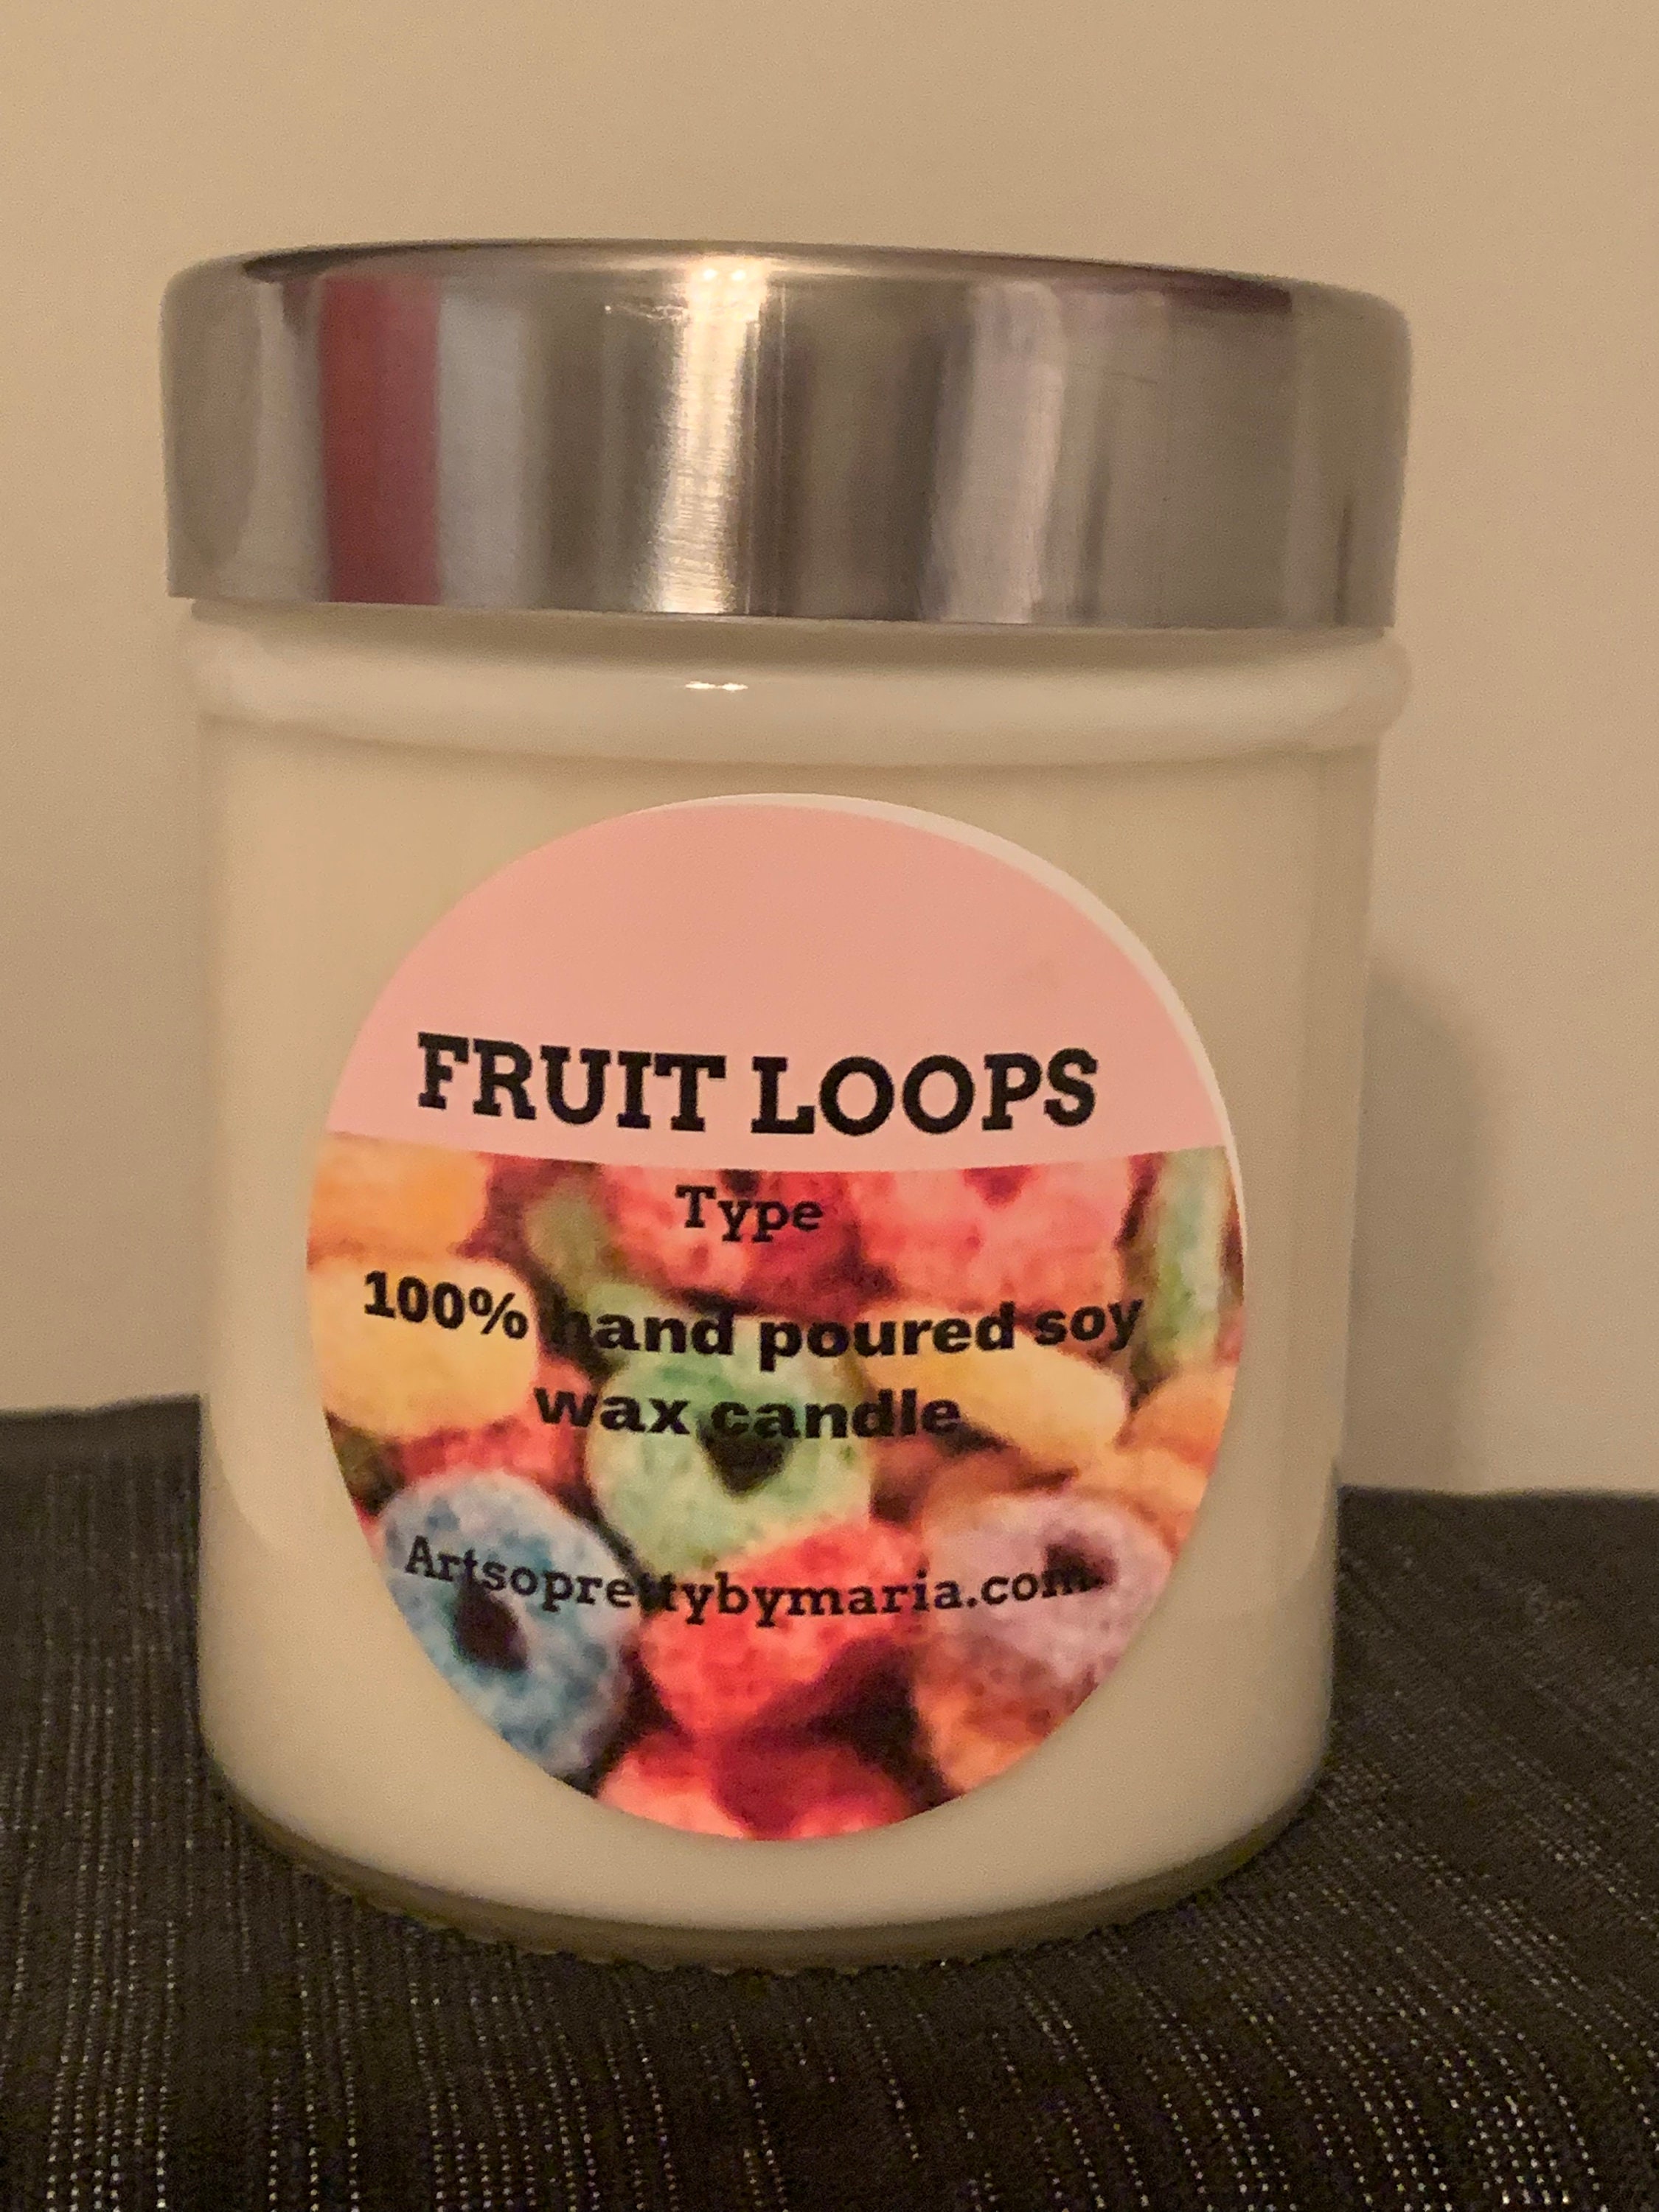 FRUIT LOOPS
Type
100% hand poured soy
wax candle
Artsoprettybymaria.com